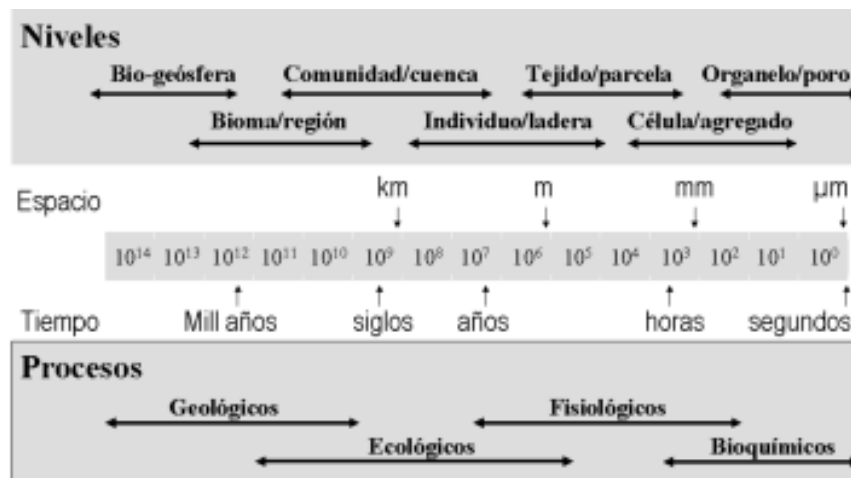 Niveles
Bio-geósfera Comunidad/cuenca Tejido/parcela Organelo/poro
Bioma/región Individuo/ladera Célula/agregado
km m mm µm
Espacio
10¹⁴ 10¹³ 10¹² 10¹¹ 10¹⁰ 10⁹ 10⁸ 10⁷ 10⁶ 10⁵ 10⁴ 10³ 10² 10¹ 10⁰
Tiempo Mill años siglos años horas segundos
Procesos
Geológicos Fisiológicos
Ecológicos Bioquímicos